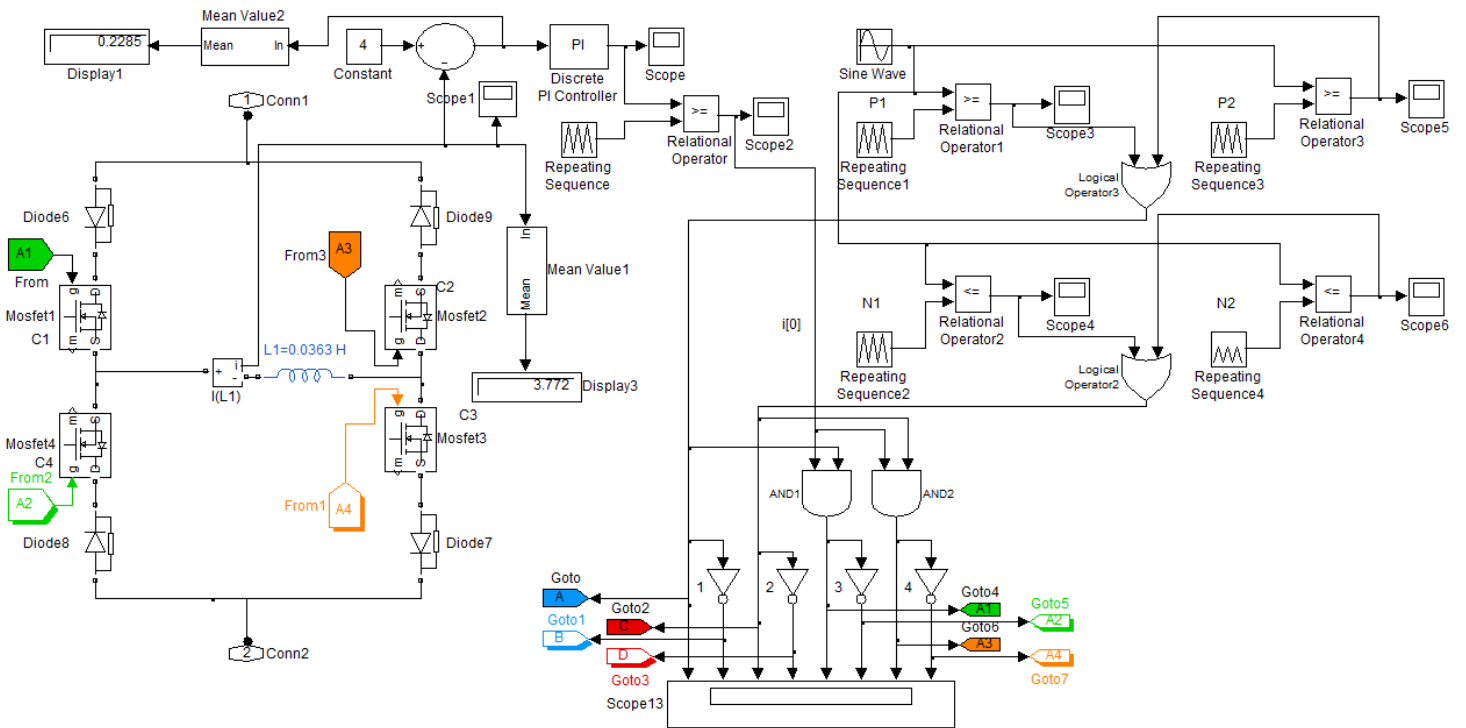 Mean Value2
Mean
In
0.2285
Display1
4
Constant
+
−
PI
Discrete
PI Controller
Scope
Scope1
>=
Relational
Operator
Scope2
Repeating
Sequence
1
Conn1
Diode6
Diode9
A1
From
g
D
m
S
Mosfet1
C1
From3
A3
C2
m
S
g
D
Mosfet2
In
Mean
Mean Value1
3.772
Display3
L1=0.0363 H
+
-
i
I(L1)
m
S
g
D
Mosfet4
C4
From2
A2
Diode8
g
D
m
S
C3
Mosfet3
From1
A4
Diode7
2
Conn2
Sine Wave
P1
>=
Relational
Operator1
Scope3
Repeating
Sequence1
P2
>=
Relational
Operator3
Scope5
Repeating
Sequence3
Logical
Operator3
N1
<=
Relational
Operator2
Scope4
Repeating
Sequence2
N2
<=
Relational
Operator4
Scope6
Repeating
Sequence4
Logical
Operator2
i[0]
AND1
AND2
1
2
3
4
Goto
A
Goto1
B
Goto2
C
Goto3
D
Goto4
A1
Goto5
A2
Goto6
A3
Goto7
A4
Scope13